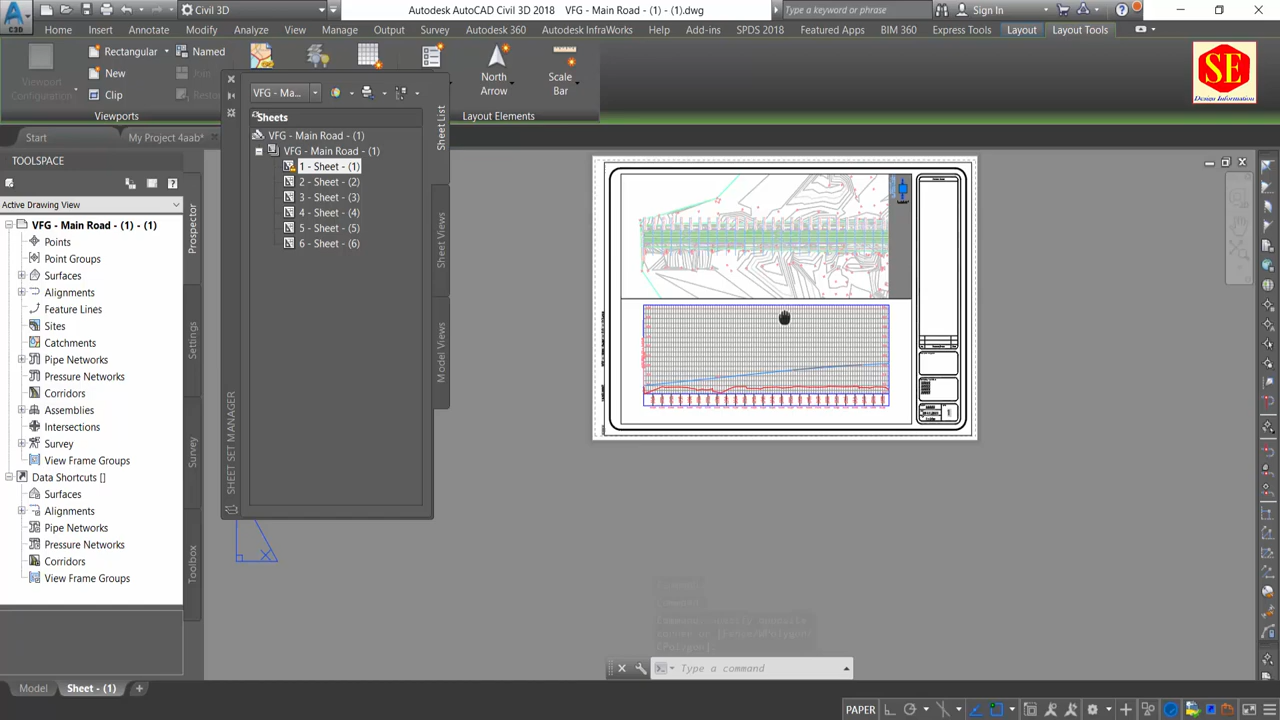 Civil 3D
Autodesk AutoCAD Civil 3D 2018 VFG - Main Road - (1) - (1).dwg
Type a keyword or phrase
Sign In
C3D
Home Insert Annotate Modify Analyze View Manage Output Survey Autodesk 360 Autodesk InfraWorks Help Add-ins SPDS 2018 Featured Apps BIM 360 Express Tools Layout Layout Tools
Viewport
Configuration
Rectangular
New
Clip
Named
Viewports
North
Arrow
Scale
Bar
Layout Elements
SE
Design Information
Start
My Project 4aab*
TOOLSPACE
Active Drawing View
VFG - Main Road - (1) - (1)
Points
Point Groups
Surfaces
Alignments
Feature Lines
Sites
Catchments
Pipe Networks
Pressure Networks
Corridors
Assemblies
Intersections
Survey
View Frame Groups
Data Shortcuts []
Surfaces
Alignments
Pipe Networks
Pressure Networks
Corridors
View Frame Groups
Prospector
Settings
Survey
Toolbox
VFG - Ma...
Sheets
VFG - Main Road - (1)
VFG - Main Road - (1)
1 - Sheet - (1)
2 - Sheet - (2)
3 - Sheet - (3)
4 - Sheet - (4)
5 - Sheet - (5)
6 - Sheet - (6)
SHEET SET MANAGER
Sheet List
Sheet Views
Model Views
Type a command
Model
Sheet - (1)
PAPER